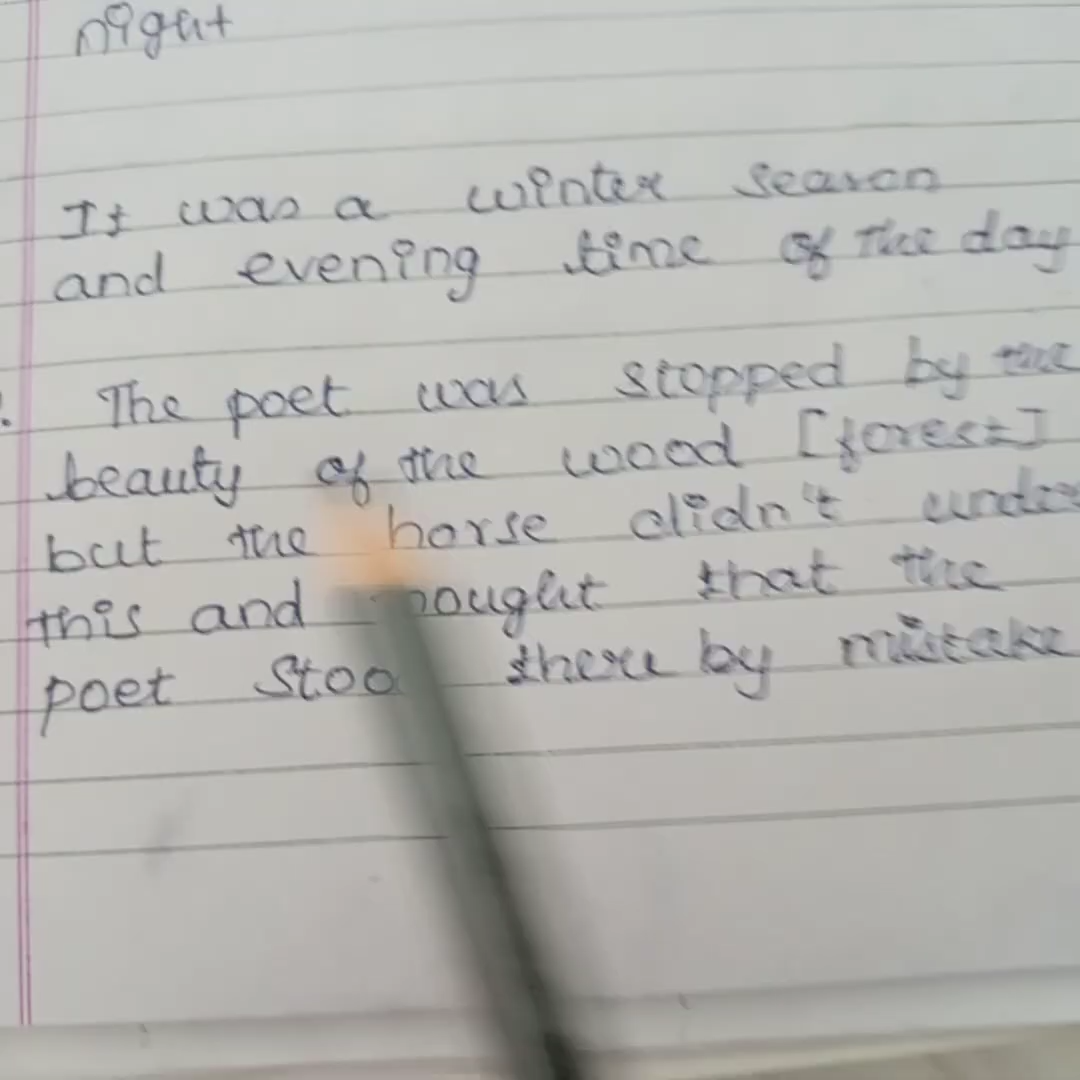 night
It was a winter season
and evening time of the day
The poet was stopped by the
beauty of the wood [forest]
but the horse didn't
this and that the
poet there by mistake